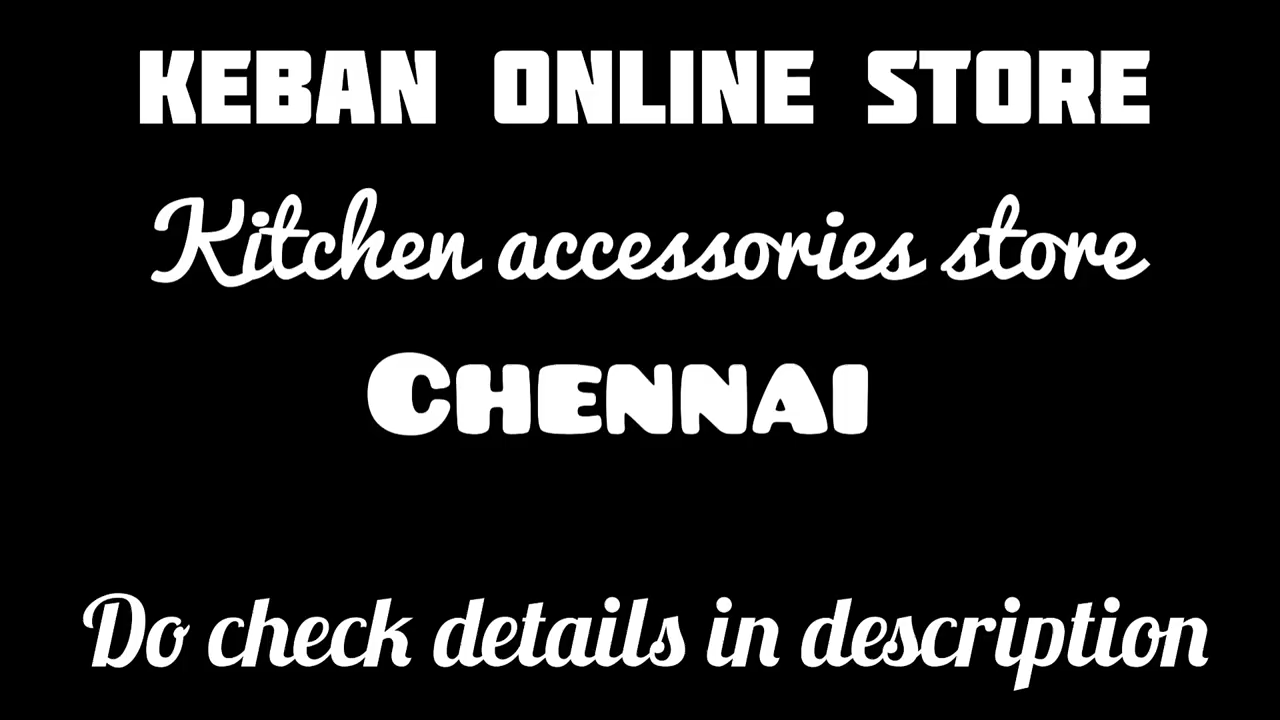 KEBAN ONLINE STORE
Kitchen accessories store
CHENNAI
Do check details in description